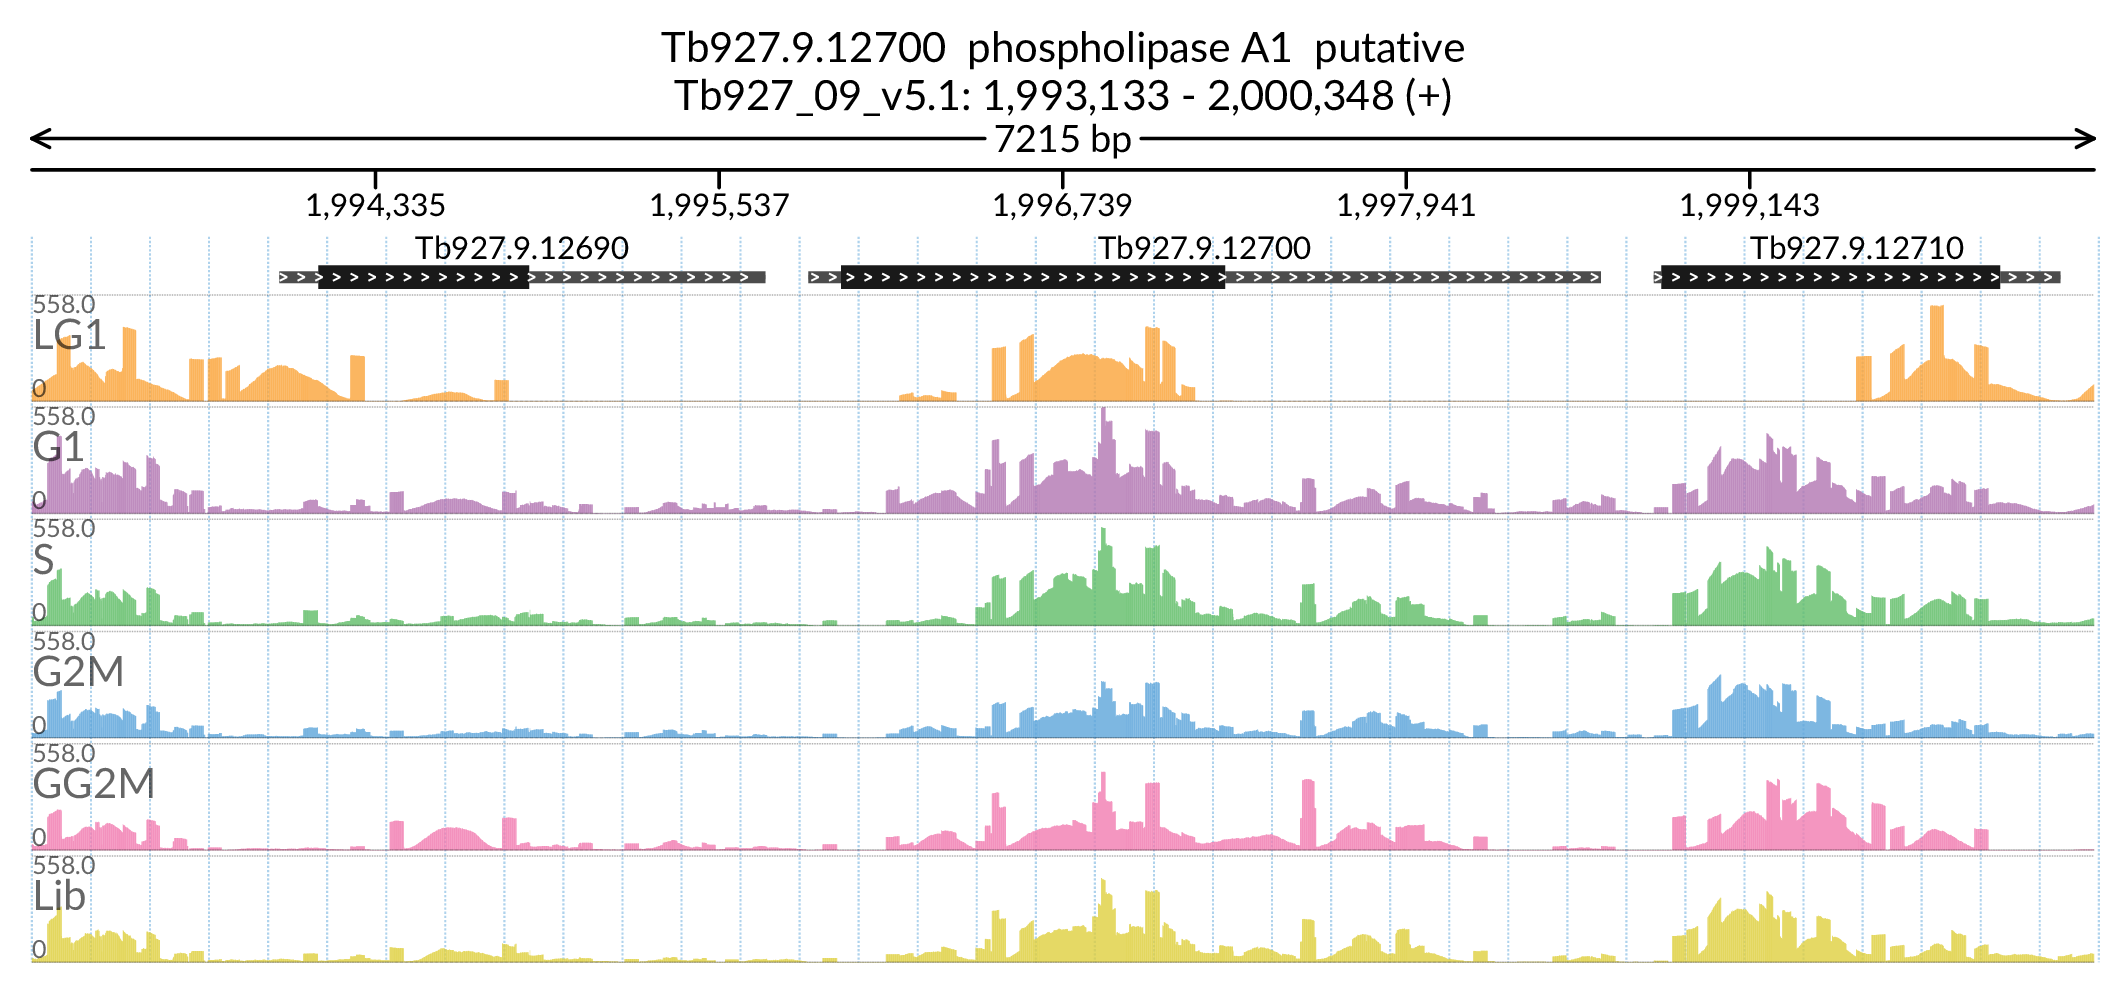 Tb927.9.12700 phospholipase A1 putative
Tb927_09_v5.1: 1,993,133 - 2,000,348 (+)
7215 bp
1,994,335 1,995,537 1,996,739 1,997,941 1,999,143
Tb927.9.12690 Tb927.9.12700 Tb927.9.12710
558.0
LG1
0
558.0
G1
0
558.0
S
0
558.0
G2M
0
558.0
GG2M
0
558.0
Lib
0